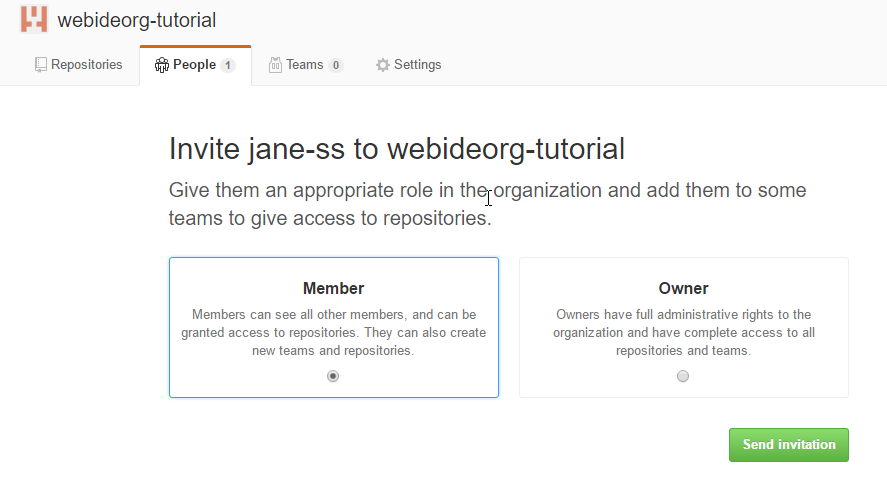 webideorg-tutorial
Repositories People 1 Teams 0 Settings
Invite jane-ss to webideorg-tutorial
Give them an appropriate role in the organization and add them to some
teams to give access to repositories.
Member
Members can see all other members, and can be
granted access to repositories. They can also create
new teams and repositories.
Owner
Owners have full administrative rights to the
organization and have complete access to all
repositories and teams.
Send invitation